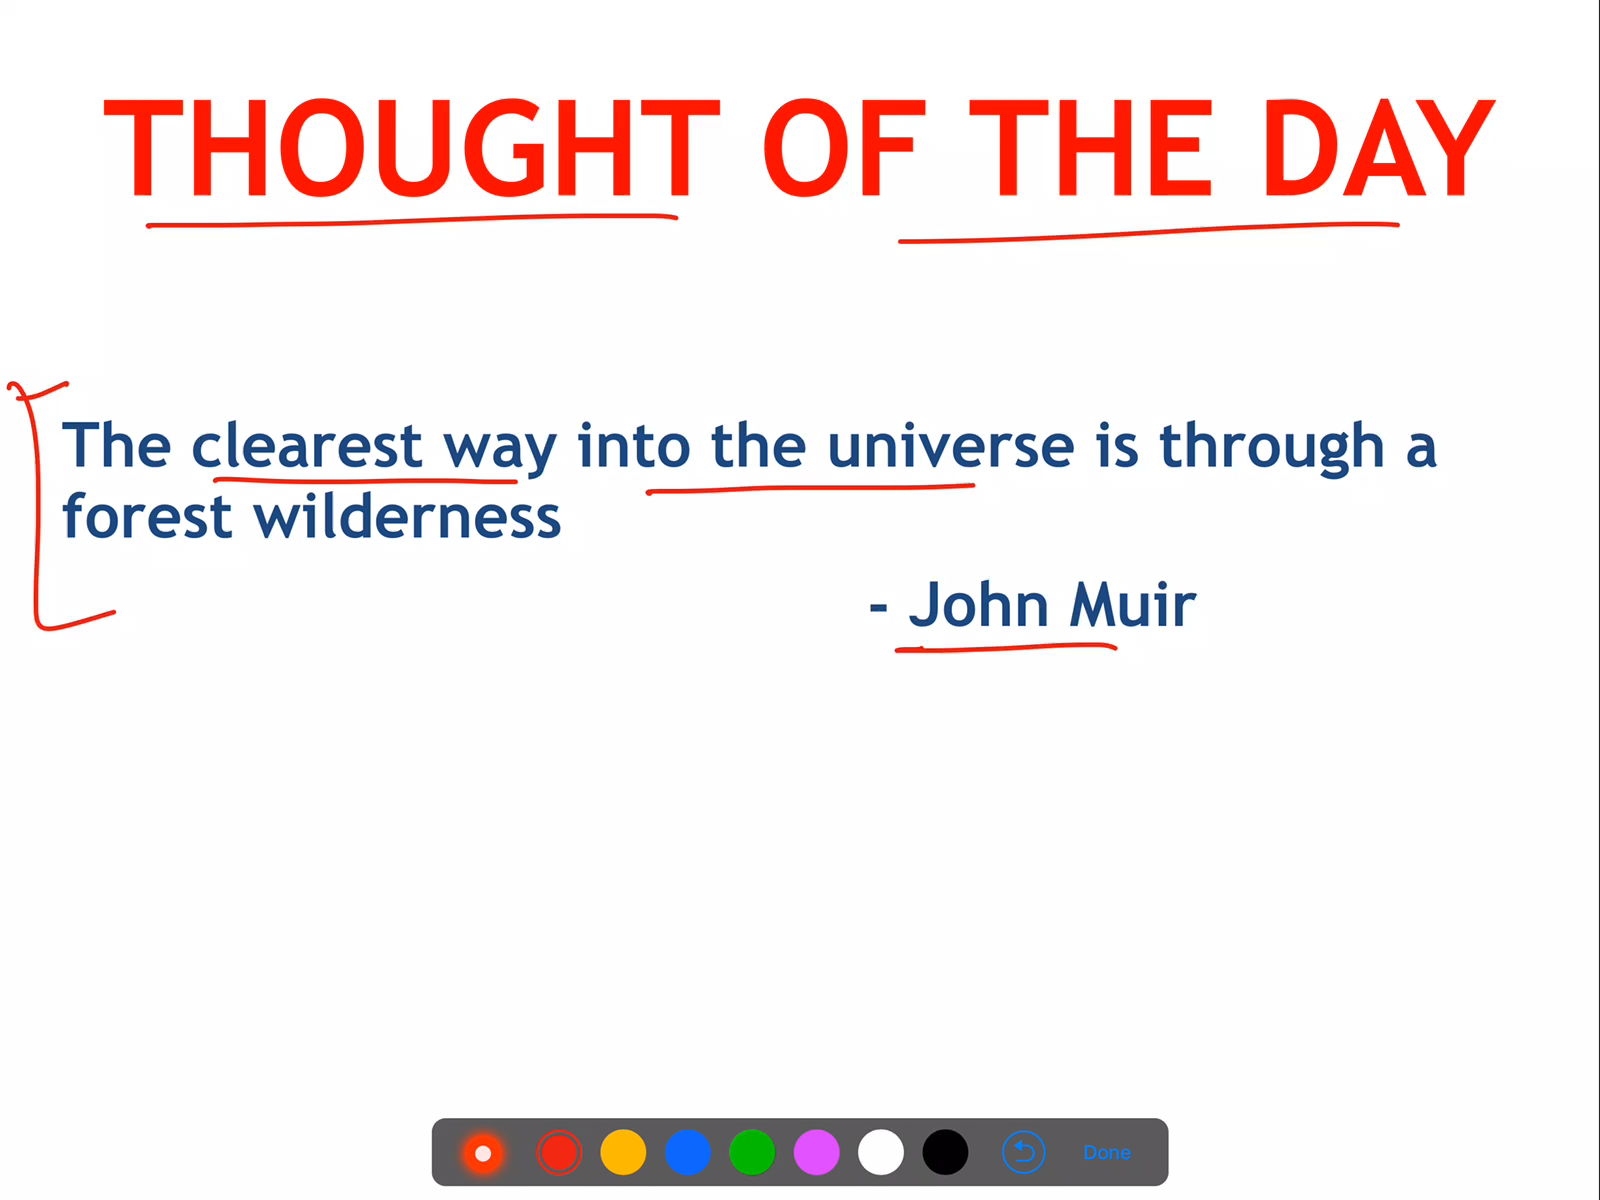 THOUGHT OF THE DAY
The clearest way into the universe is through a
forest wilderness
- John Muir
Done